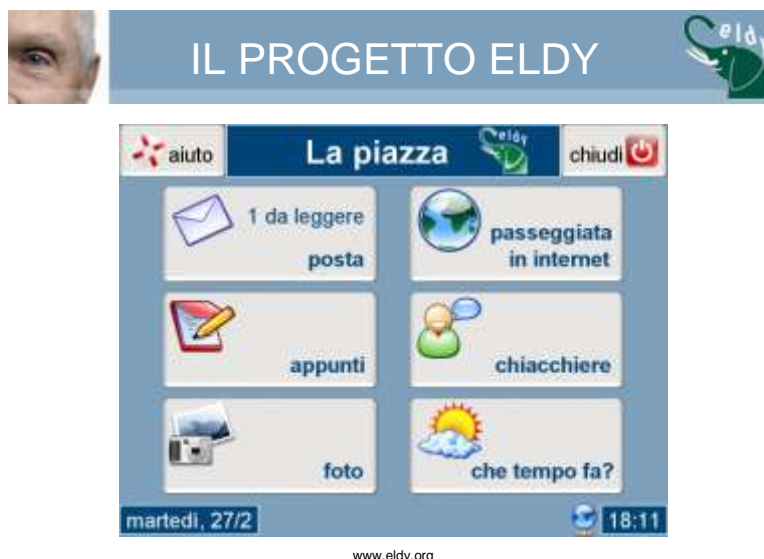 IL PROGETTO ELDY
eldy
aiuto
La piazza
eldy
chiudi
1 da leggere
posta
passeggiata
in internet
appunti
chiacchiere
foto
che tempo fa?
martedì, 27/2
18:11
www.eldy.org